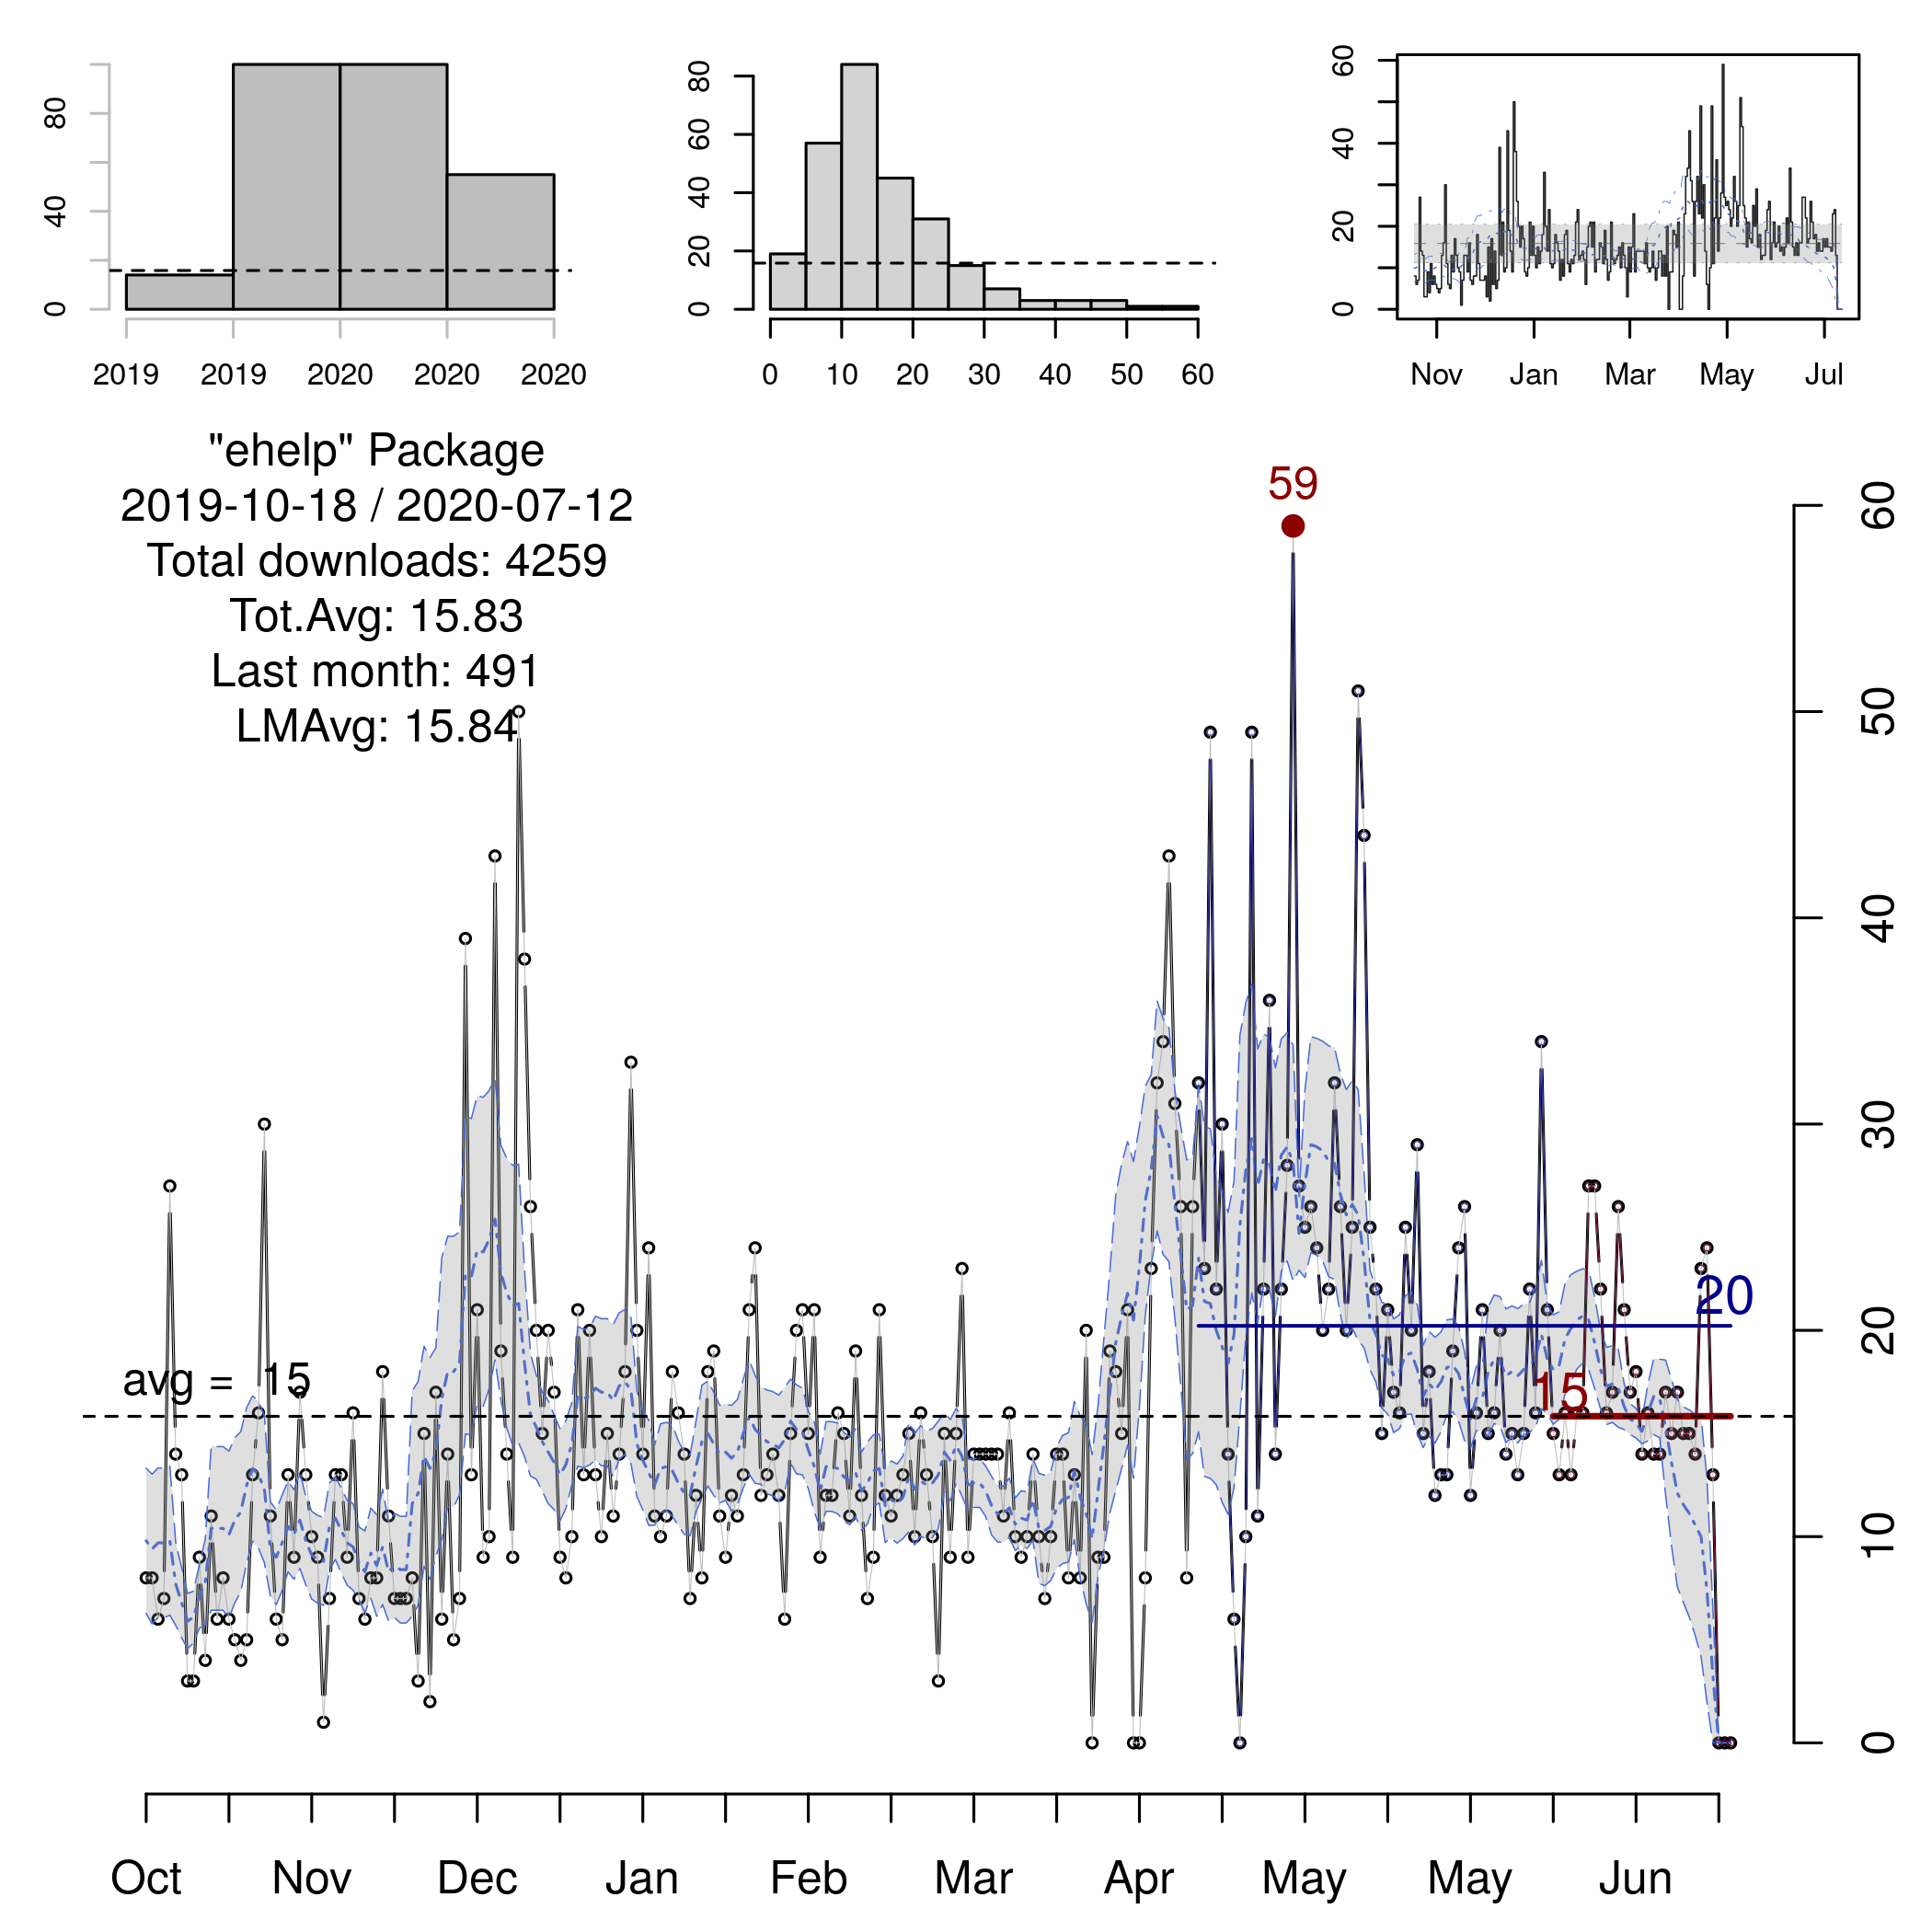 80
40
0
2019 2019 2020 2020 2020
80
60
40
20
0
0 10 20 30 40 50 60
60
40
20
0
Nov Jan Mar May Jul
"ehelp" Package
2019-10-18 / 2020-07-12
Total downloads: 4259
Tot.Avg: 15.83
Last month: 491
LMAvg: 15.84
59
avg = 15
20
15
60
50
40
30
20
10
0
Oct Nov Dec Jan Feb Mar Apr May May Jun